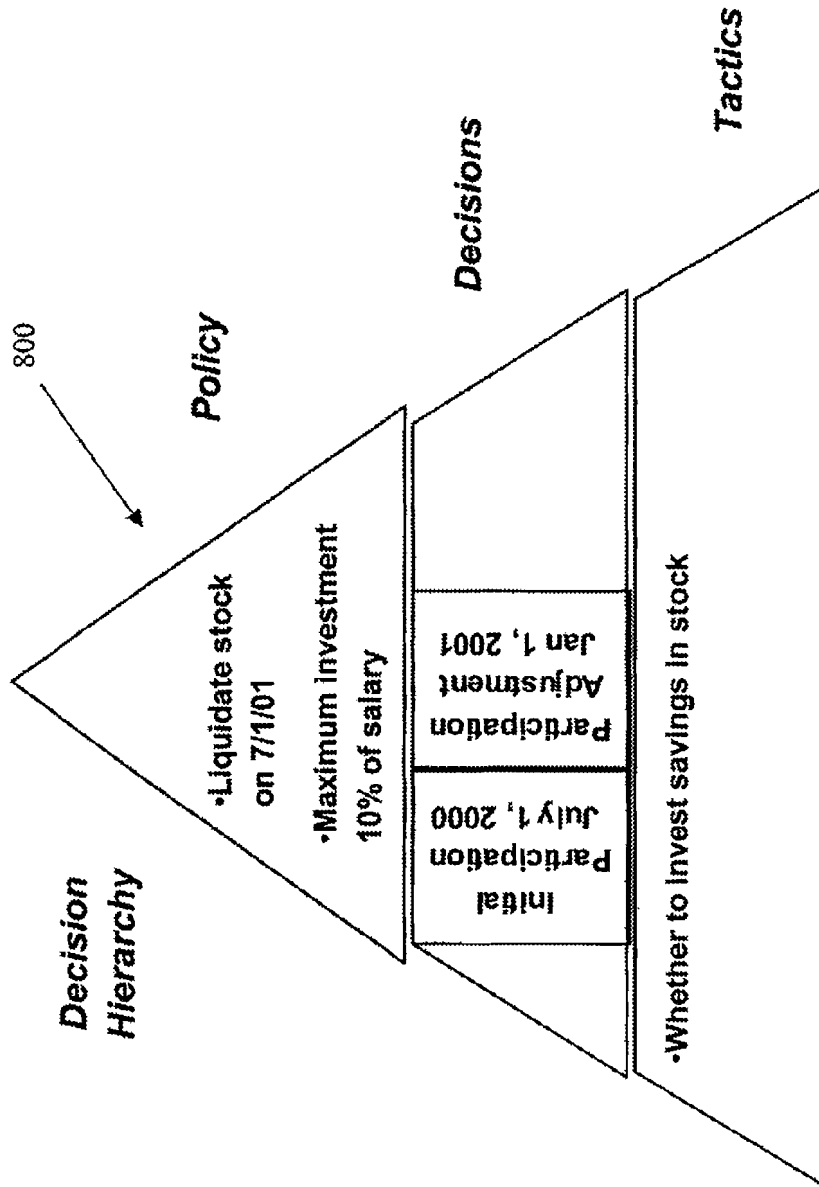 Decision
Hierarchy
800
Policy
•Liquidate stock
on 7/1/01
•Maximum investment
10% of salary
Decisions
Initial
Participation
July 1, 2000
Participation
Adjustment
Jan 1, 2001
Tactics
•Whether to invest savings in stock